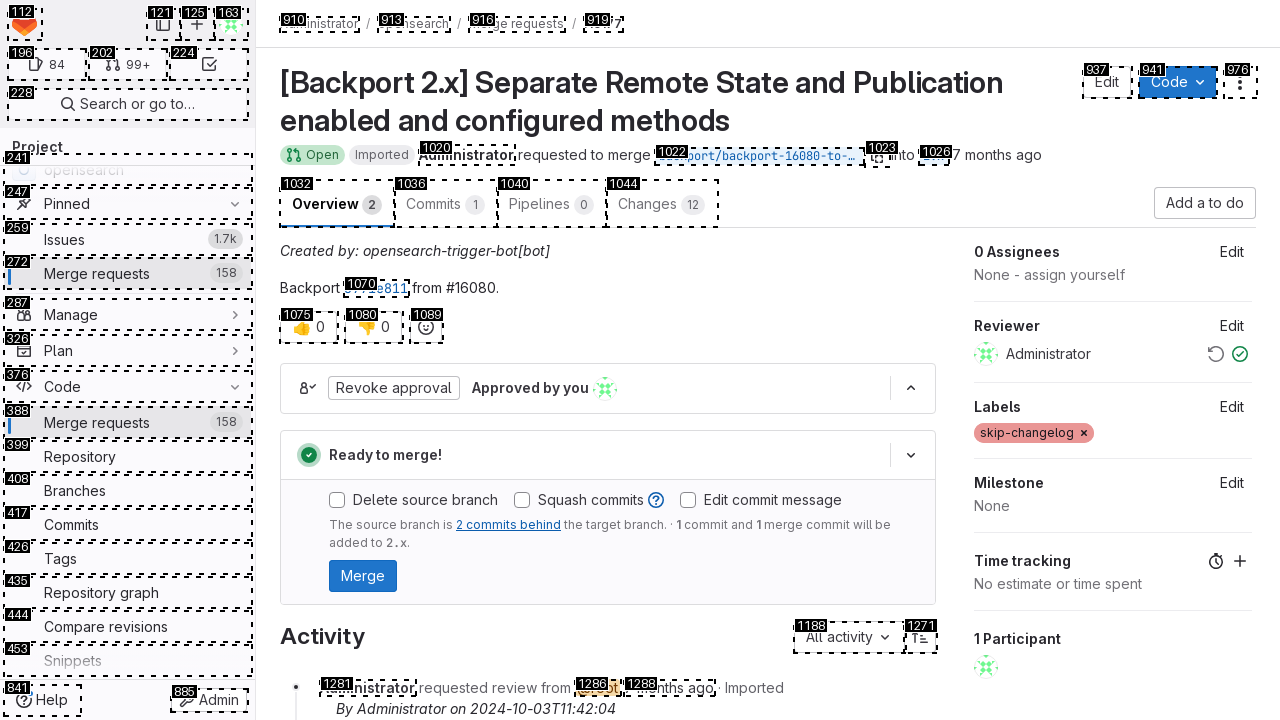 84
99+
Search or go to…
Project
opensearch
Pinned
Issues
1.7k
Merge requests
158
Manage
Plan
Code
Merge requests
158
Repository
Branches
Commits
Tags
Repository graph
Compare revisions
Snippets
Help
Admin
112
121
125
163
196
202
224
228
241
247
259
272
287
326
376
388
399
408
417
426
435
444
453
841
885
910
913
916
919
Administrator / opensearch / Merge requests /
[Backport 2.x] Separate Remote State and Publication
enabled and configured methods
937
941
976
Edit
Code
Open
Imported
1020
Administrator requested to merge
1022
backport/backport-16080-to-…
1023
into
1026
7 months ago
1032
1036
1040
1044
Overview 2
Commits 1
Pipelines 0
Changes 12
Add a to do
Created by: opensearch-trigger-bot[bot]
1070
Backport from #16080.
1075
1080
1089
0
0
Revoke approval
Approved by you
Ready to merge!
Delete source branch
Squash commits
Edit commit message
The source branch is 2 commits behind the target branch. · 1 commit and 1 merge commit will be
added to 2.x.
Merge
Activity
1188
1271
All activity
1281
1286
1288
Administrator requested review from months ago · Imported
By Administrator on 2024-10-03T11:42:04
0 Assignees
Edit
None - assign yourself
Reviewer
Edit
Administrator
Labels
Edit
skip-changelog ×
Milestone
Edit
None
Time tracking
No estimate or time spent
1 Participant